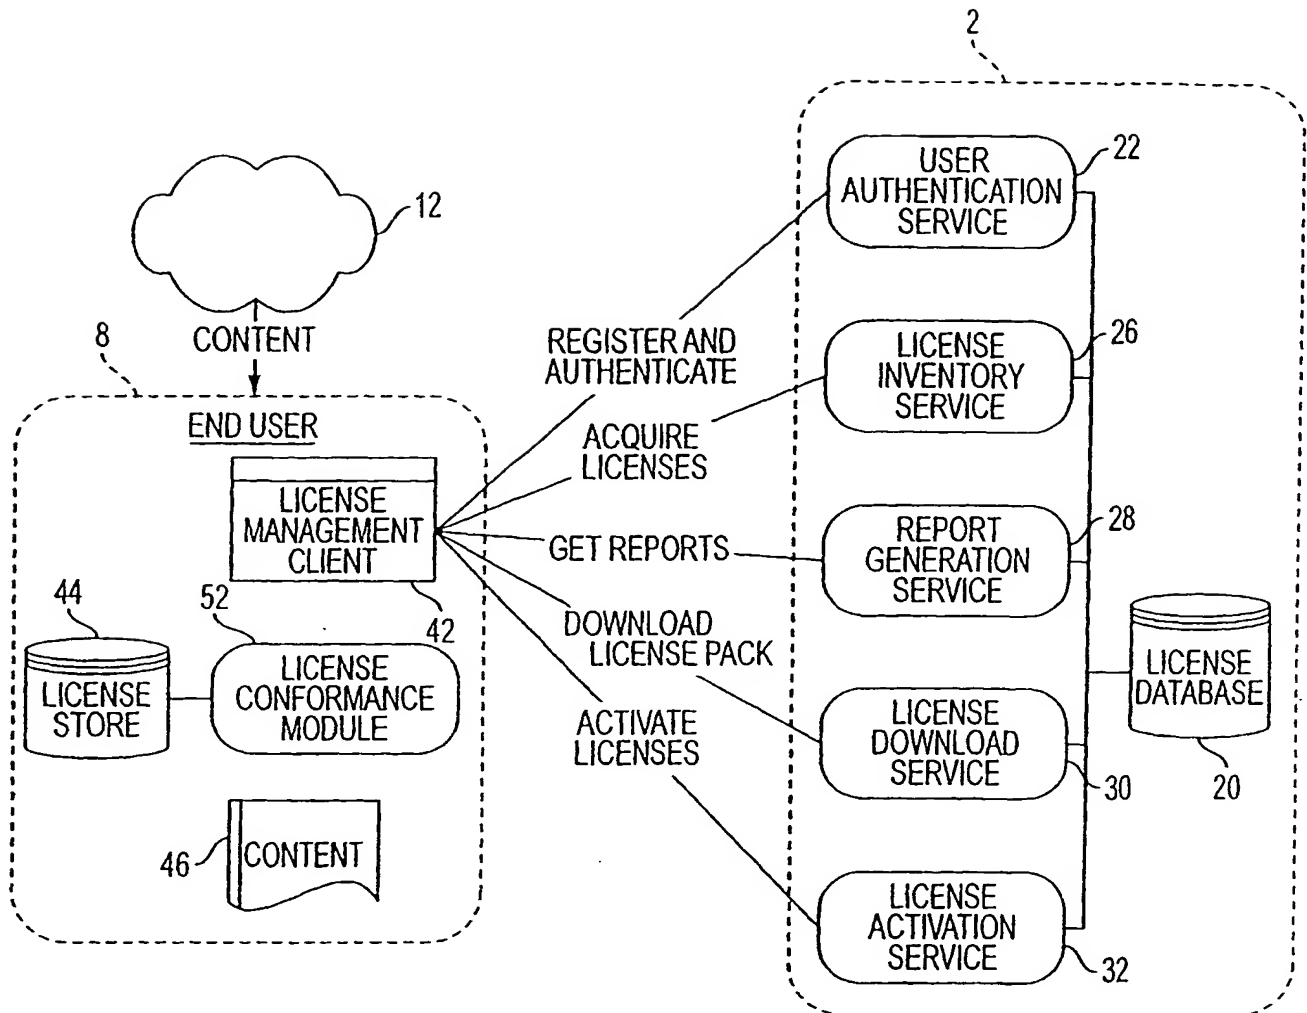 2
22
USER
AUTHENTICATION
SERVICE
12
CONTENT
8
REGISTER AND
AUTHENTICATE
26
LICENSE
INVENTORY
SERVICE
END USER
ACQUIRE
LICENSES
LICENSE
MANAGEMENT
CLIENT
42
GET REPORTS
28
REPORT
GENERATION
SERVICE
44
LICENSE
STORE
52
LICENSE
CONFORMANCE
MODULE
DOWNLOAD
LICENSE PACK
LICENSE
DATABASE
20
ACTIVATE
LICENSES
LICENSE
DOWNLOAD
SERVICE
30
46
CONTENT
LICENSE
ACTIVATION
SERVICE
32